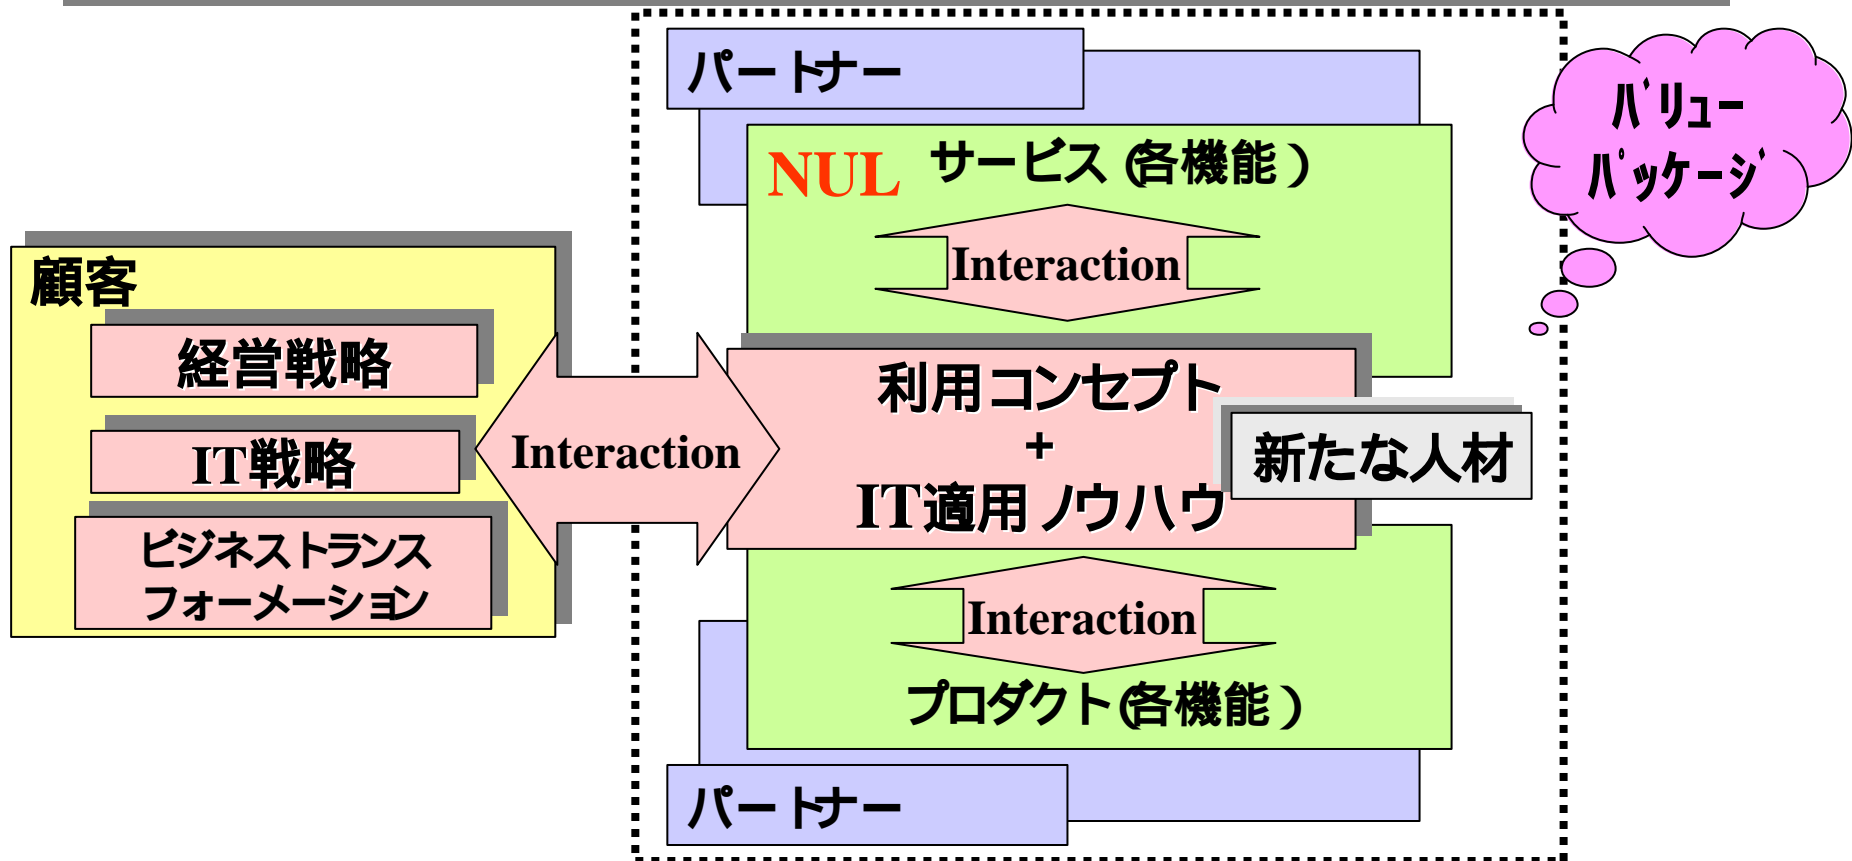 パートナー
NUL サービス (各機能)
Interaction
バリュー
パッケージ
顧客
経営戦略
IT戦略
ビジネストランス
フォーメーション
Interaction
利用コンセプト
+
IT適用ノウハウ
新たな人材
Interaction
プロダクト(各機能)
パートナー